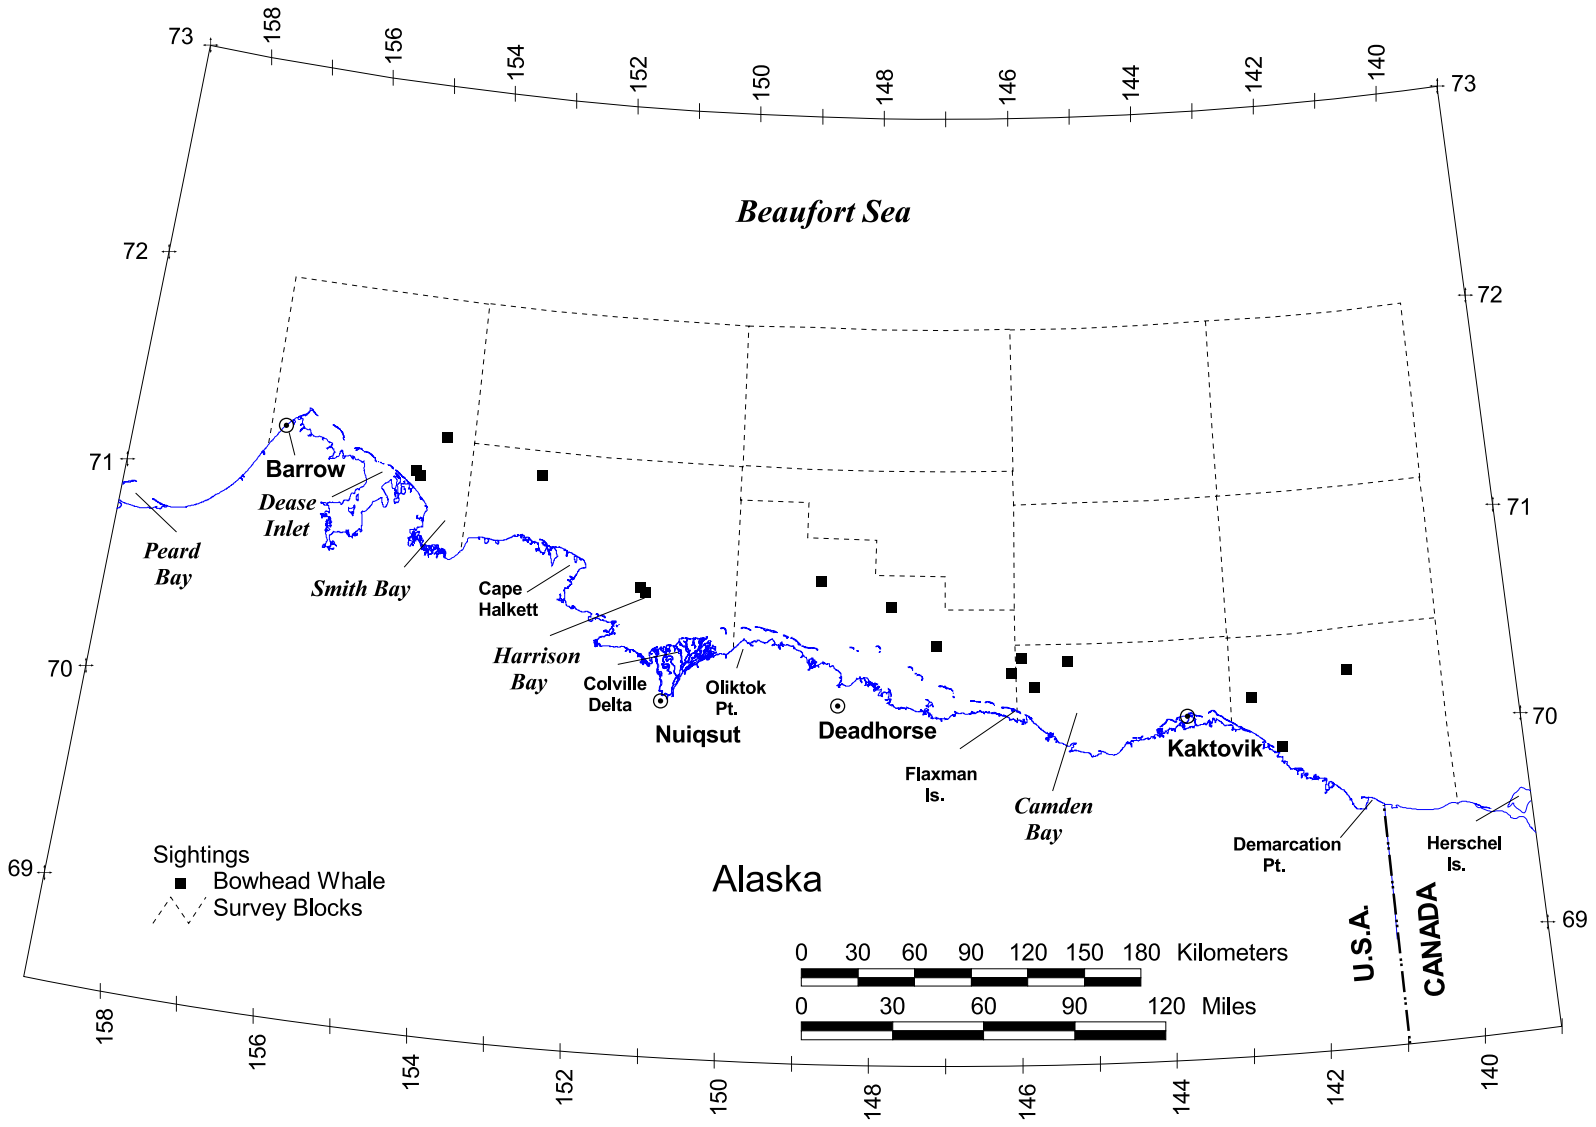 158
156
154
152
150
148
146
144
142
140
73
73
Beaufort Sea
72
72
71
71
Barrow
Dease
Inlet
Peard
Bay
Smith Bay
Cape
Halkett
Harrison
Bay
Colville
Delta
Oliktok
Pt.
Nuiqsut
Deadhorse
Kaktovik
70
70
Flaxman
Is.
Camden
Bay
Demarcation
Pt.
Herschel
Is.
Alaska
69
69
Sightings
Bowhead Whale
Survey Blocks
U.S.A.
CANADA
0 30 60 90 120 150 180 Kilometers
0 30 60 90 120 Miles
158
156
154
152
150
148
146
144
142
140